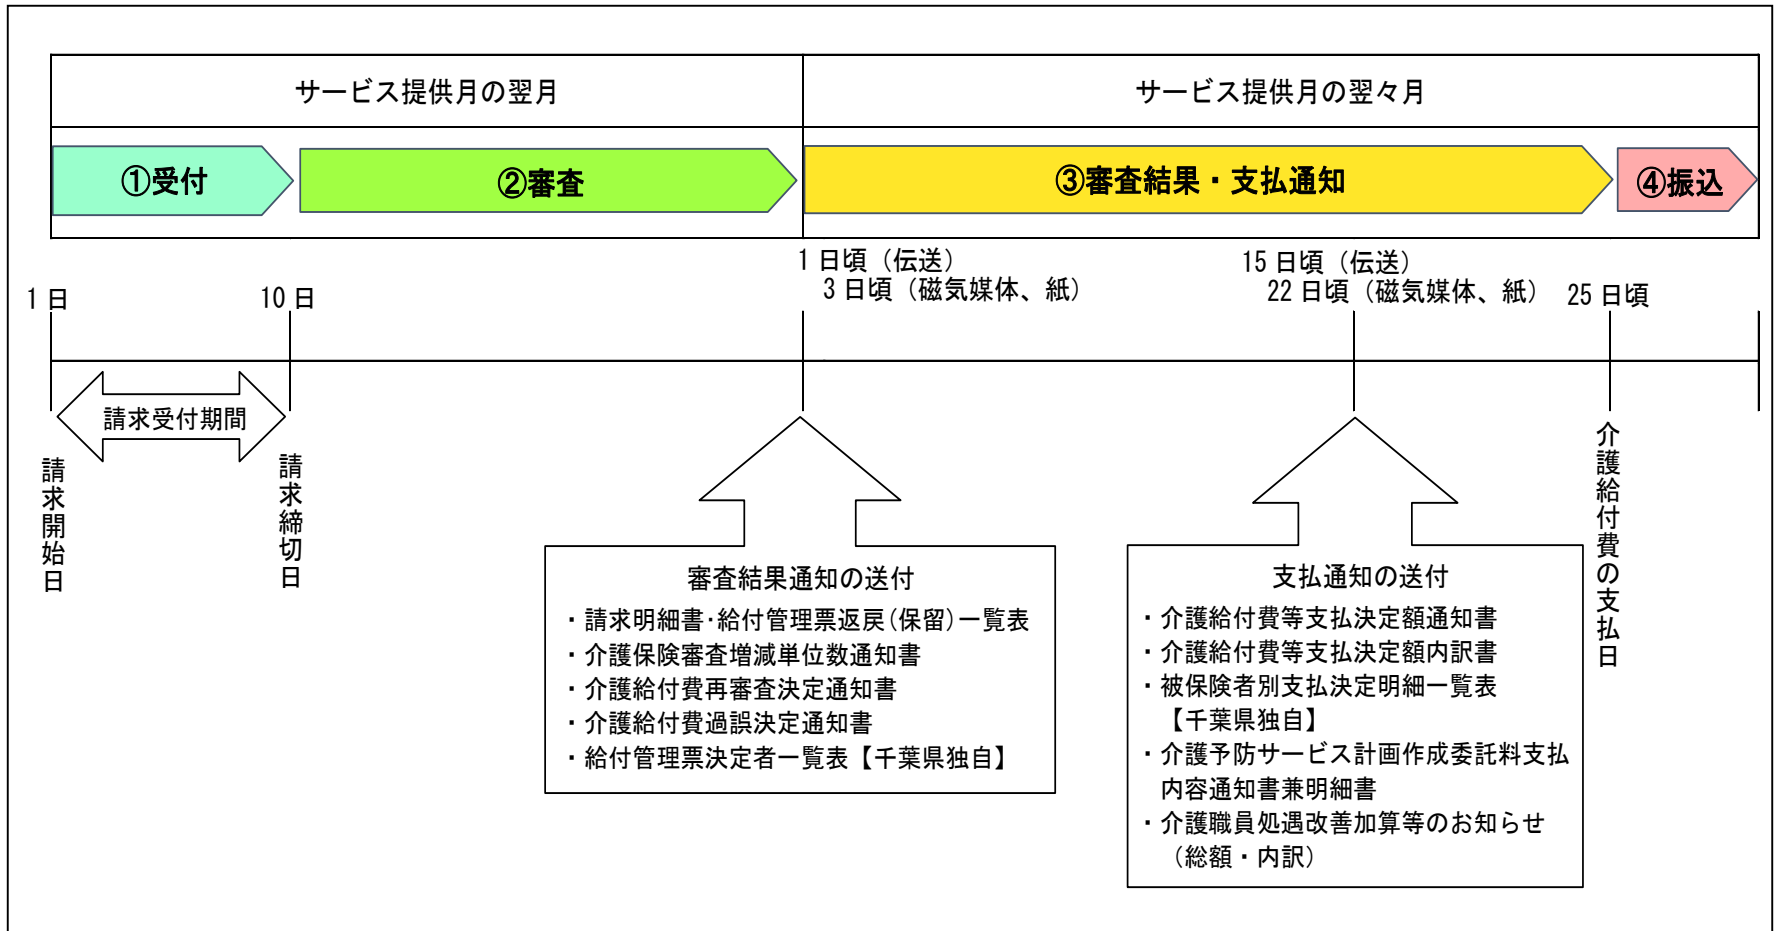 サービス提供月の翌月
サービス提供月の翌々月
①受付
②審査
③審査結果・支払通知
④振込
1日
10日
1日頃（伝送）
3日頃（磁気媒体、紙）
15日頃（伝送）
22日頃（磁気媒体、紙）
25日頃
請求受付期間
請求開始日
請求締切日
介護給付費の支払日
審査結果通知の送付
・請求明細書･給付管理票返戻(保留)一覧表
・介護保険審査増減単位数通知書
・介護給付費再審査決定通知書
・介護給付費過誤決定通知書
・給付管理票決定者一覧表【千葉県独自】
支払通知の送付
・介護給付費等支払決定額通知書
・介護給付費等支払決定額内訳書
・被保険者別支払決定明細一覧表
【千葉県独自】
・介護予防サービス計画作成委託料支払
内容通知書兼明細書
・介護職員処遇改善加算等のお知らせ
（総額・内訳）